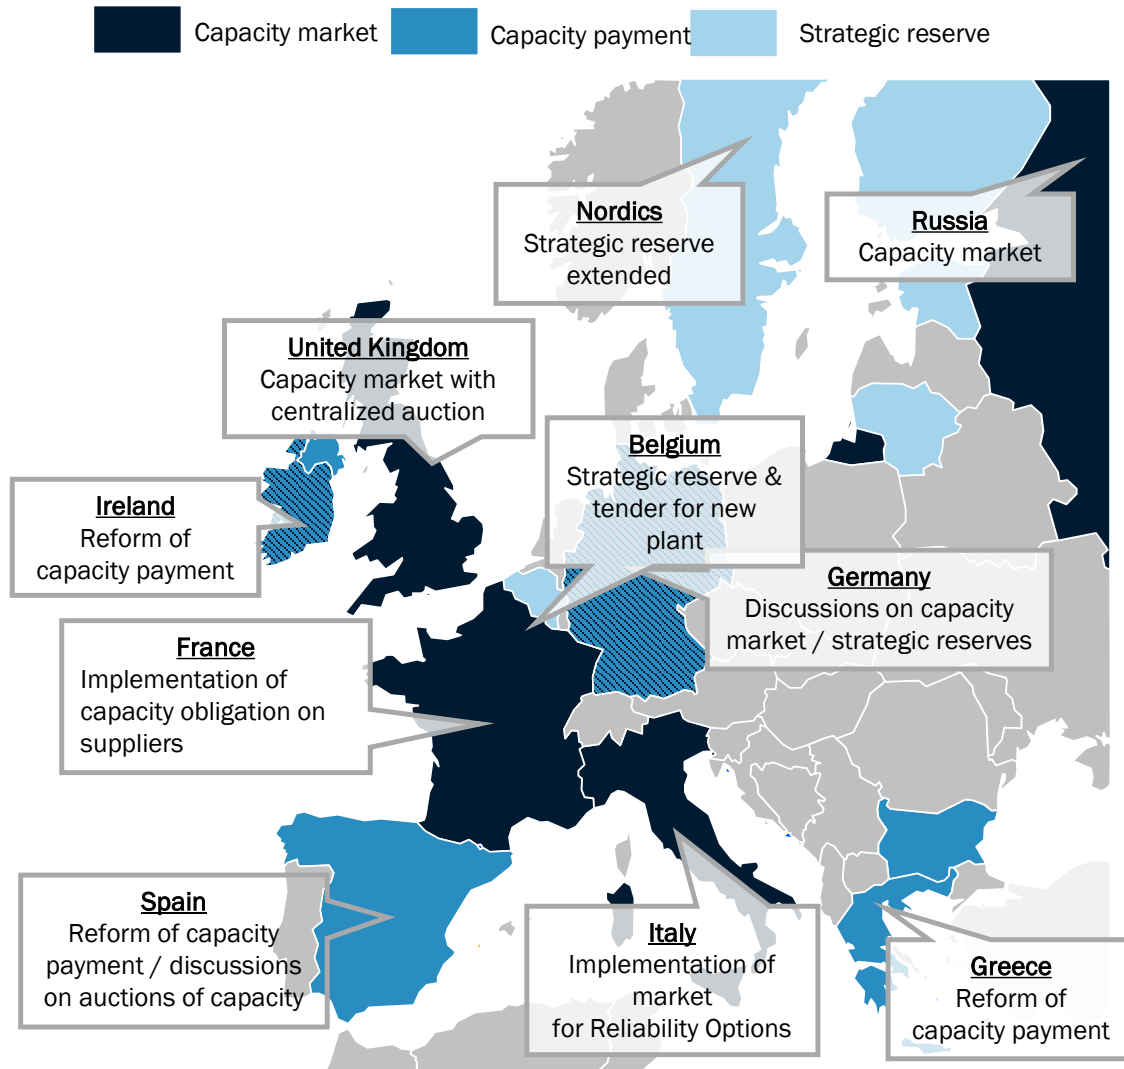 Capacity market
Capacity payment
Strategic reserve
Nordics
Strategic reserve
extended
Russia
Capacity market
United Kingdom
Capacity market with
centralized auction
Belgium
Strategic reserve &
tender for new
plant
Ireland
Reform of
capacity payment
Germany
Discussions on capacity
market / strategic reserves
France
Implementation of
capacity obligation on
suppliers
Spain
Reform of capacity
payment / discussions
on auctions of capacity
Italy
Implementation of
market
for Reliability Options
Greece
Reform of
capacity payment